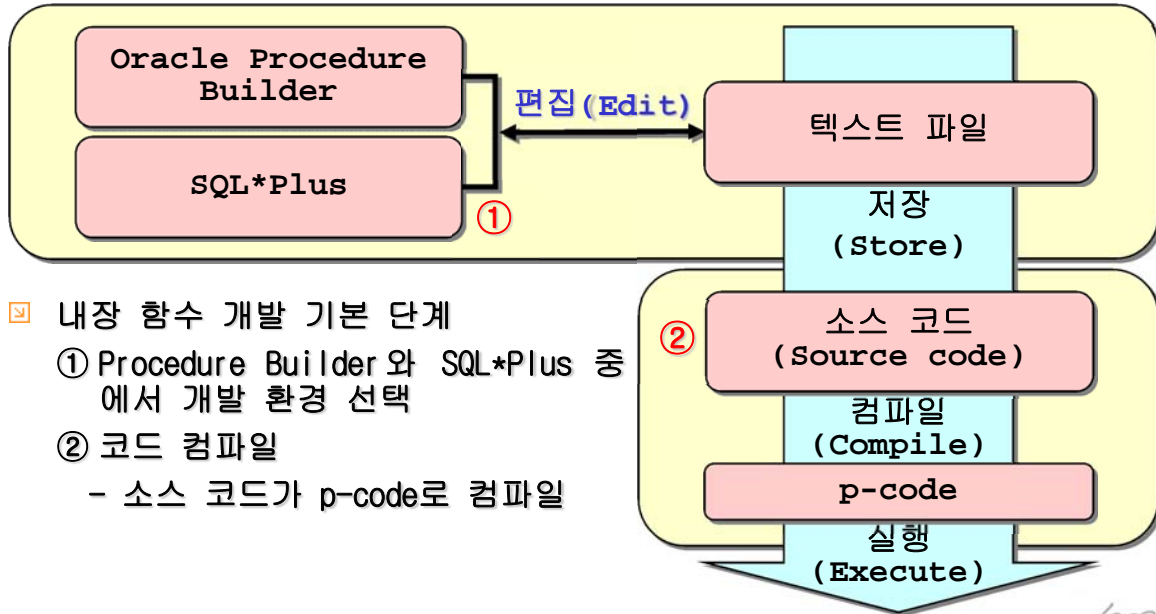 Oracle Procedure
Builder
SQL*Plus
①
편집(Edit)
텍스트 파일
저장
(Store)
②
소스 코드
(Source code)
컴파일
(Compile)
p-code
실행
(Execute)
내장 함수 개발 기본 단계
① Procedure Builder와 SQL*Plus 중
에서 개발 환경 선택
② 코드 컴파일
- 소스 코드가 p-code로 컴파일